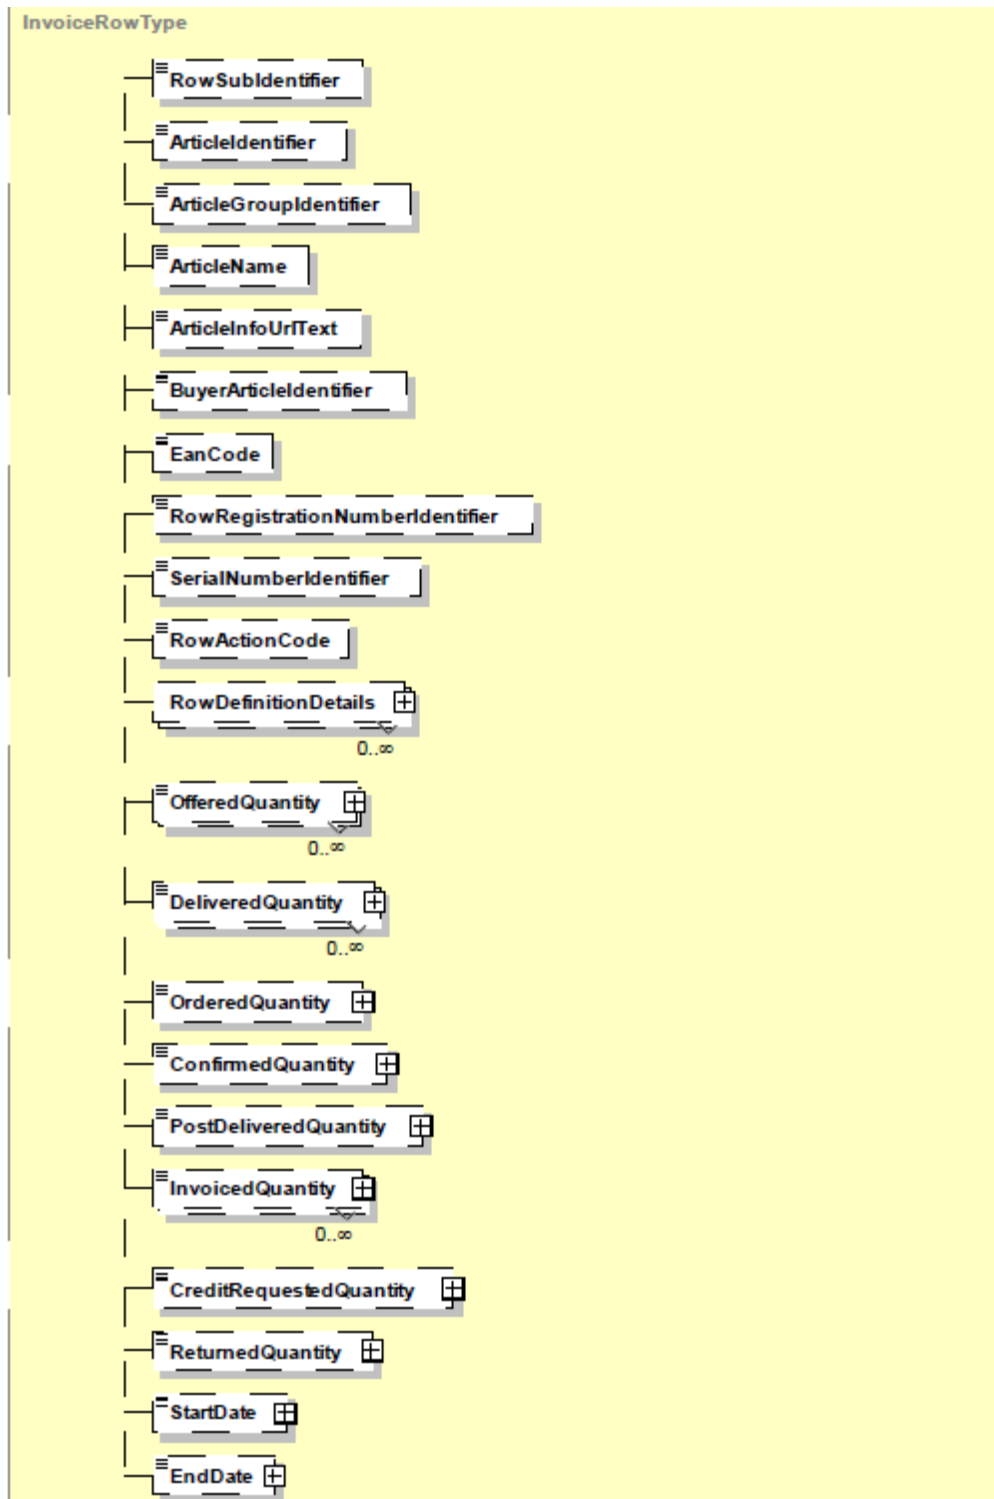 InvoiceRowType
RowSubIdentifier
ArticleIdentifier
ArticleGroupIdentifier
ArticleName
ArticleInfoUrlText
BuyerArticleIdentifier
EanCode
RowRegistrationNumberIdentifier
SerialNumberIdentifier
RowActionCode
RowDefinitionDetails
0..∞
OfferedQuantity
0..∞
DeliveredQuantity
0..∞
OrderedQuantity
ConfirmedQuantity
PostDeliveredQuantity
InvoicedQuantity
0..∞
CreditRequestedQuantity
ReturnedQuantity
StartDate
EndDate